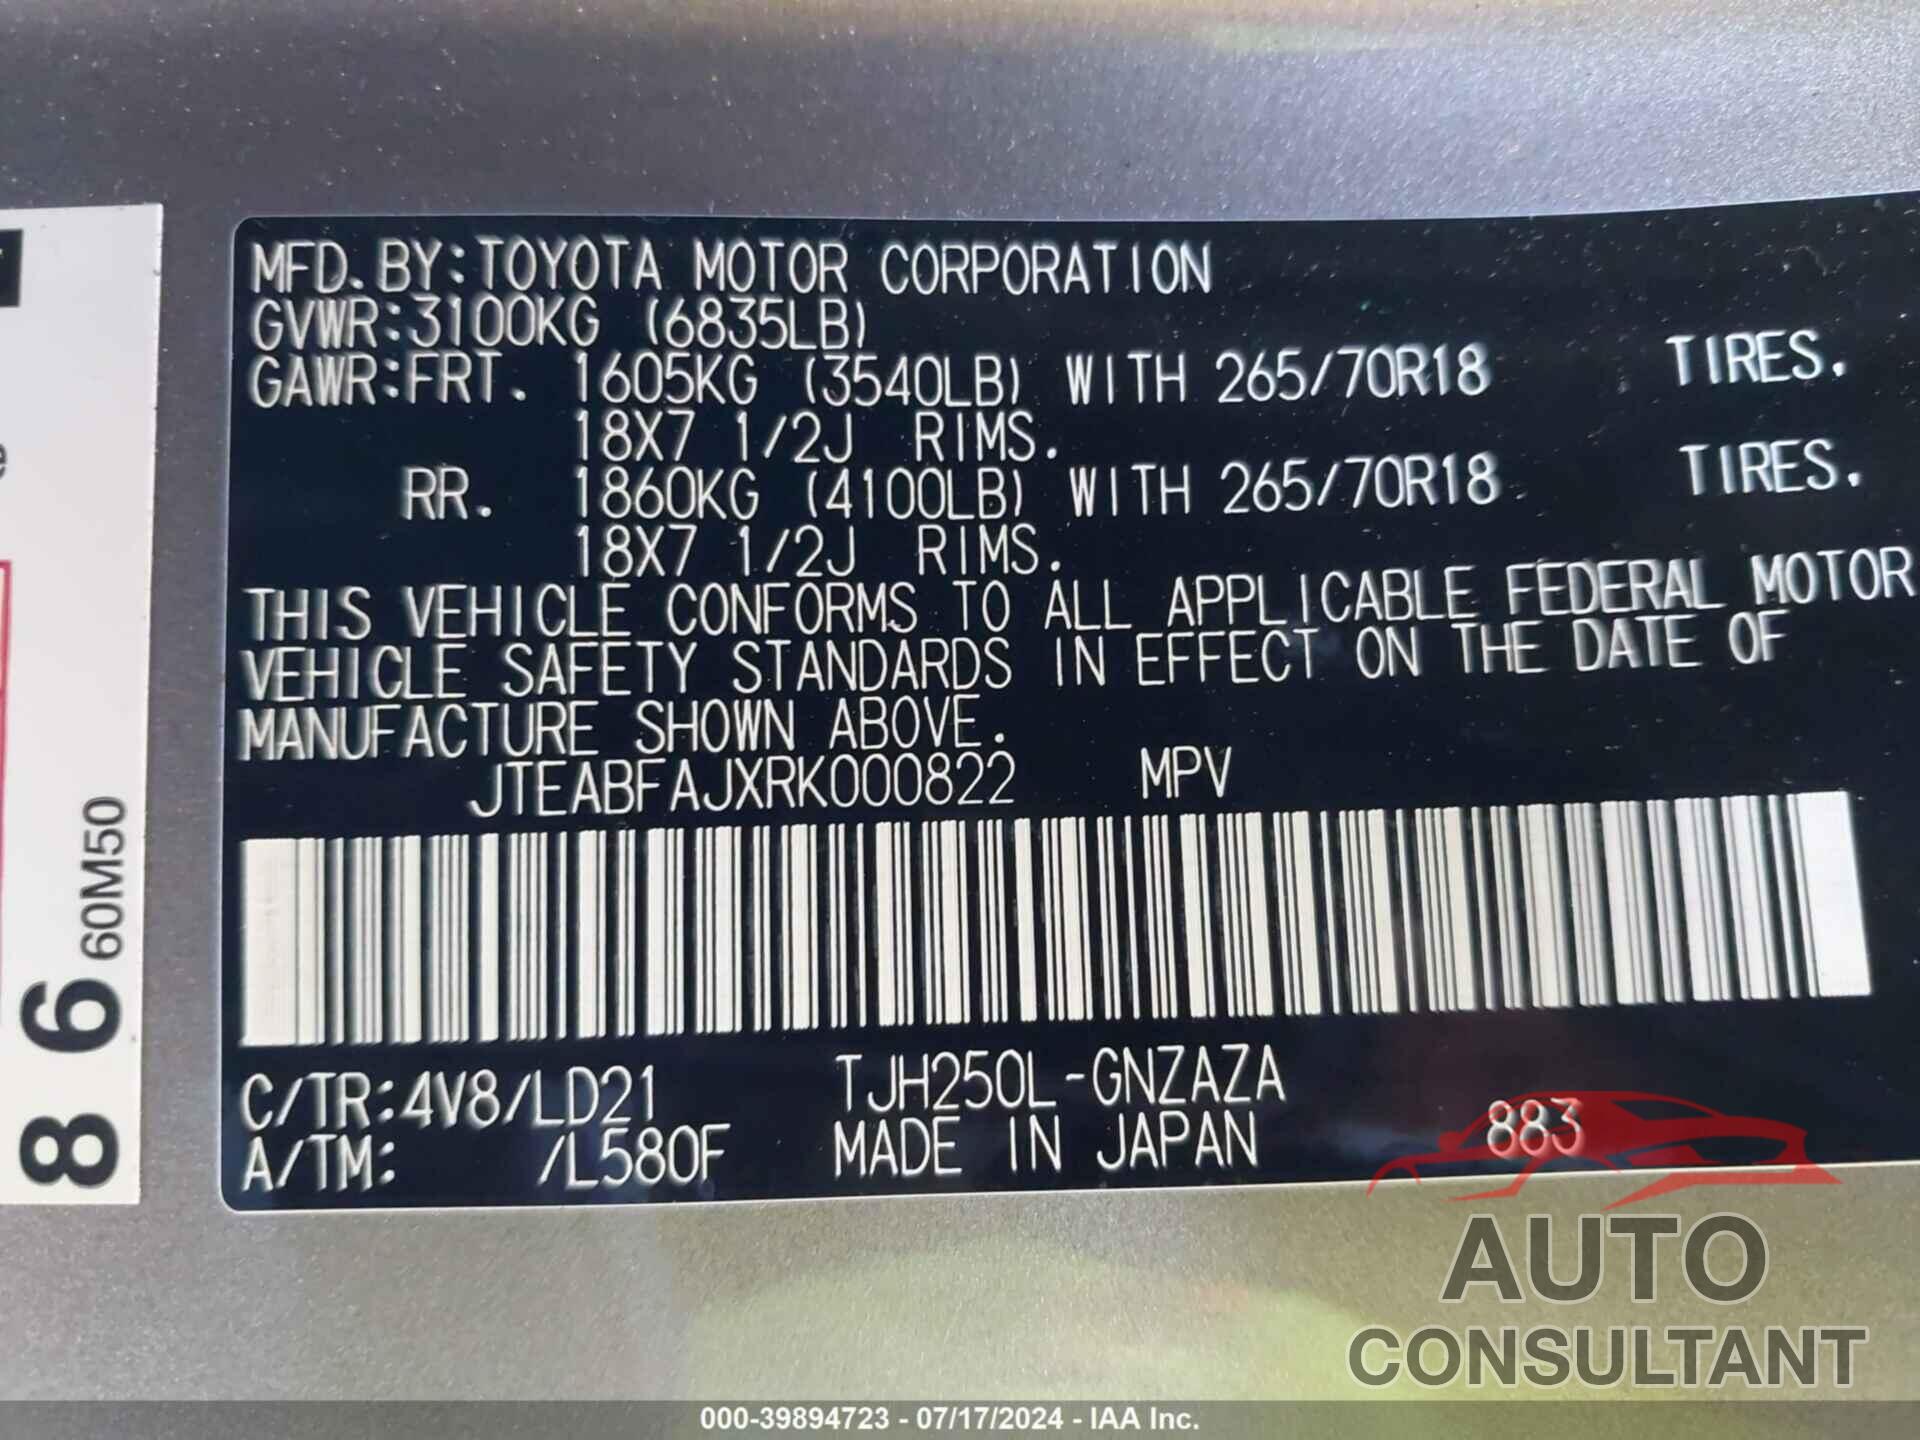 MFD. BY: TOYOTA MOTOR CORPORATION
GVWR: 3100KG (6835LB)
GAWR: FRT. 1605KG (3540LB) WITH 265/70R18 TIRES.
18X7 1/2J RIMS.
RR. 1860KG (4100LB) WITH 265/70R18 TIRES.
18X7 1/2J RIMS.
THIS VEHICLE CONFORMS TO ALL APPLICABLE FEDERAL MOTOR
VEHICLE SAFETY STANDARDS IN EFFECT ON THE DATE OF
MANUFACTURE SHOWN ABOVE.
JTEABFAJXRK000822 MPV
C/TR: 4V8/LD21 TJH250L-GNZAZA
A/TM: /L580F MADE IN JAPAN 883
8 6 60M50
AUTO
CONSULTANT
000-39894723 - 07/17/2024 - IAA Inc.